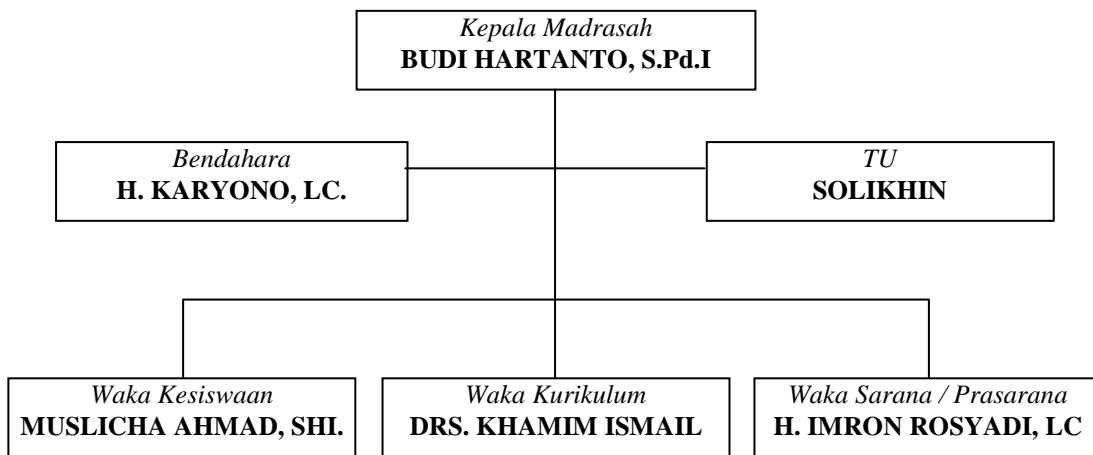 Kepala Madrasah
BUDI HARTANTO, S.Pd.I
Bendahara
H. KARYONO, LC.
TU
SOLIKHIN
Waka Kesiswaan
MUSLICHA AHMAD, SHI.
Waka Kurikulum
DRS. KHAMIM ISMAIL
Waka Sarana / Prasarana
H. IMRON ROSYADI, LC